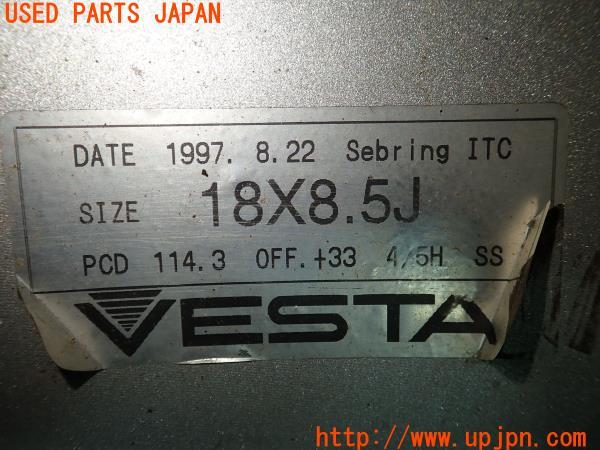 USED PARTS JAPAN
DATE 1997. 8.22 Sebring ITC
SIZE 18X8.5J
PCD 114.3 OFF.+33 4/5H SS
VESTA
http://www.upjpn.com/